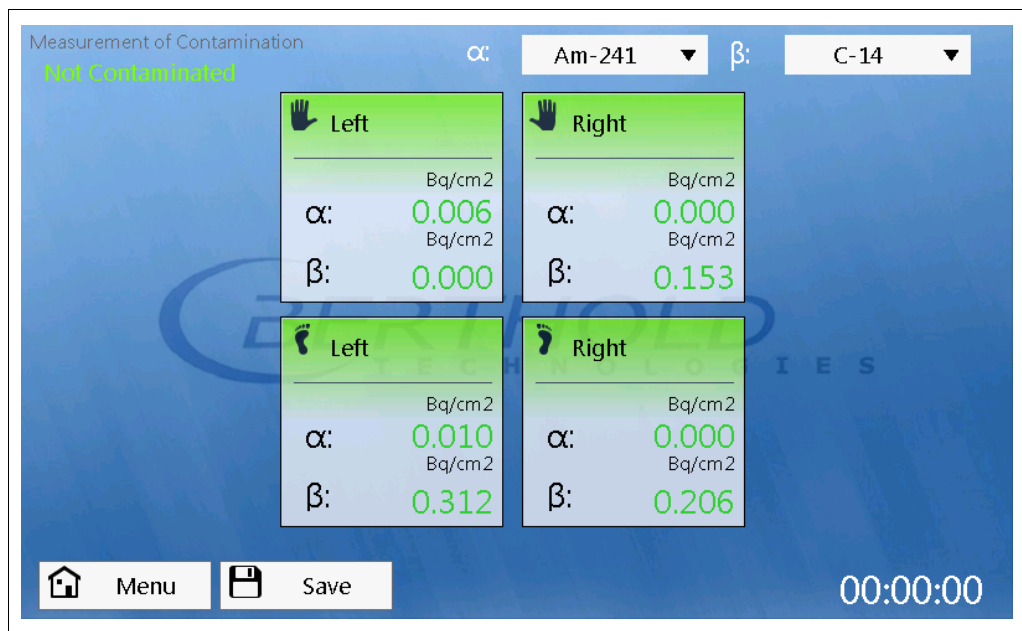 Measurement of Contamination
Not Contaminated
α: Am-241 β: C-14
Left
Bq/cm2
α: 0.006
Bq/cm2
β: 0.000
Right
Bq/cm2
α: 0.000
Bq/cm2
β: 0.153
BERTHOLD
TECHNOLOGIES
Left
Bq/cm2
α: 0.010
Bq/cm2
β: 0.312
Right
Bq/cm2
α: 0.000
Bq/cm2
β: 0.206
Menu Save 00:00:00